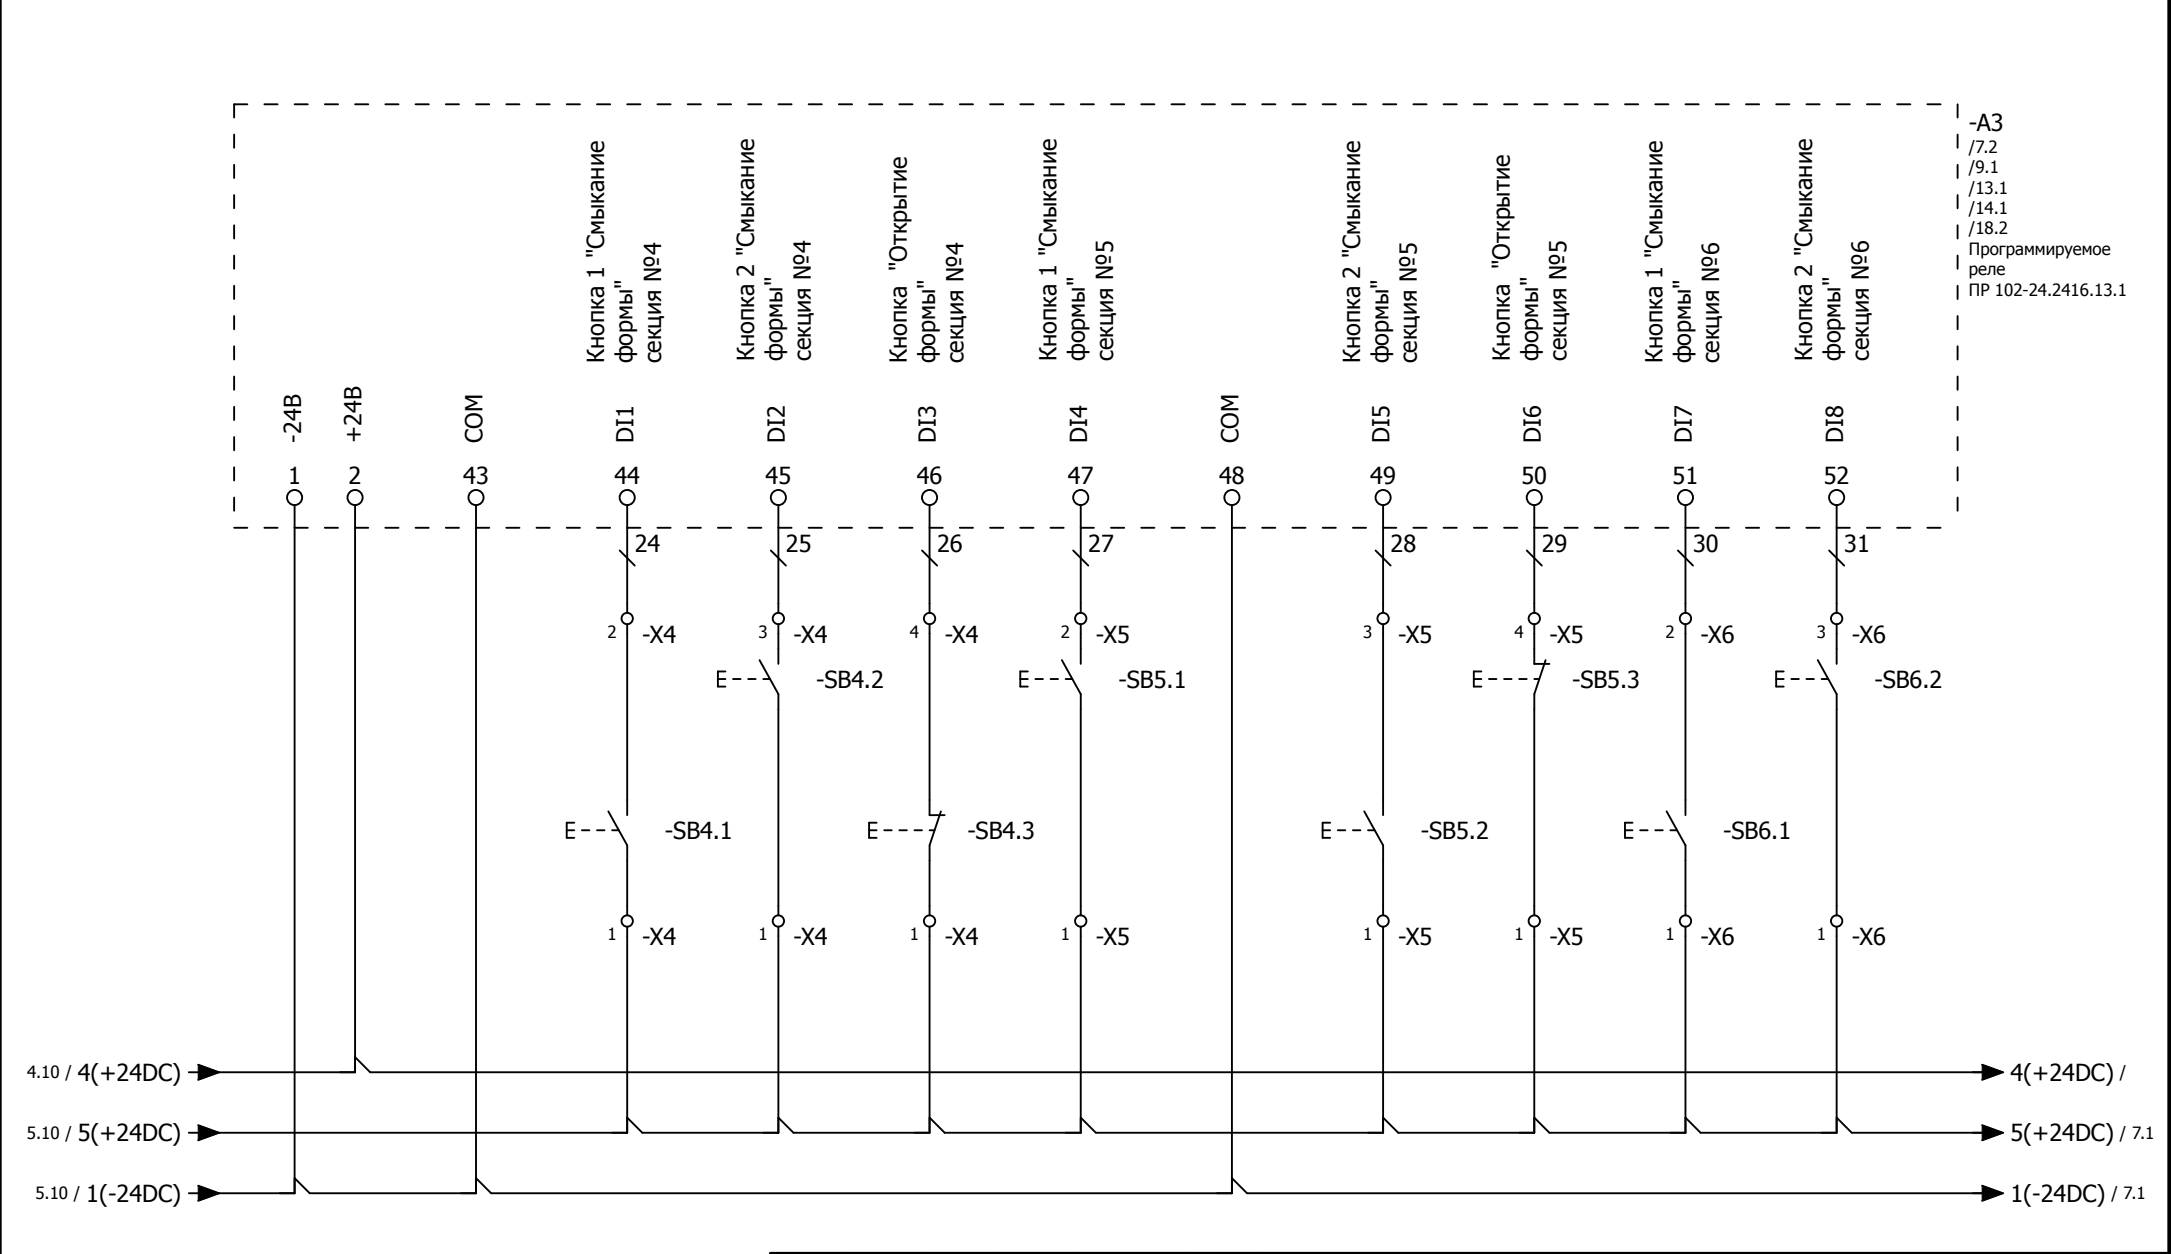 -A3
/7.2
/9.1
/13.1
/14.1
/18.2
Программируемое
реле
ПР 102-24.2416.13.1
Кнопка 1 "Смыкание
формы"
секция №4
Кнопка 2 "Смыкание
формы"
секция №4
Кнопка "Открытие
формы"
секция №4
Кнопка 1 "Смыкание
формы"
секция №5
Кнопка 2 "Смыкание
формы"
секция №5
Кнопка "Открытие
формы"
секция №5
Кнопка 1 "Смыкание
формы"
секция №6
Кнопка 2 "Смыкание
формы"
секция №6
-24В
+24В
COM
DI1
DI2
DI3
DI4
COM
DI5
DI6
DI7
DI8
1 2 43 44 45 46 47 48 49 50 51 52
24 25 26 27 28 29 30 31
2 -X4
3 -X4
4 -X4
2 -X5
3 -X5
4 -X5
2 -X6
3 -X6
-SB4.2
-SB5.1
-SB5.3
-SB6.2
-SB4.1
-SB4.3
-SB5.2
-SB6.1
1 -X4
1 -X4
1 -X4
1 -X5
1 -X5
1 -X5
1 -X6
1 -X6
4.10 / 4(+24DC)
4(+24DC) /
5.10 / 5(+24DC)
5(+24DC) / 7.1
5.10 / 1(-24DC)
1(-24DC) / 7.1